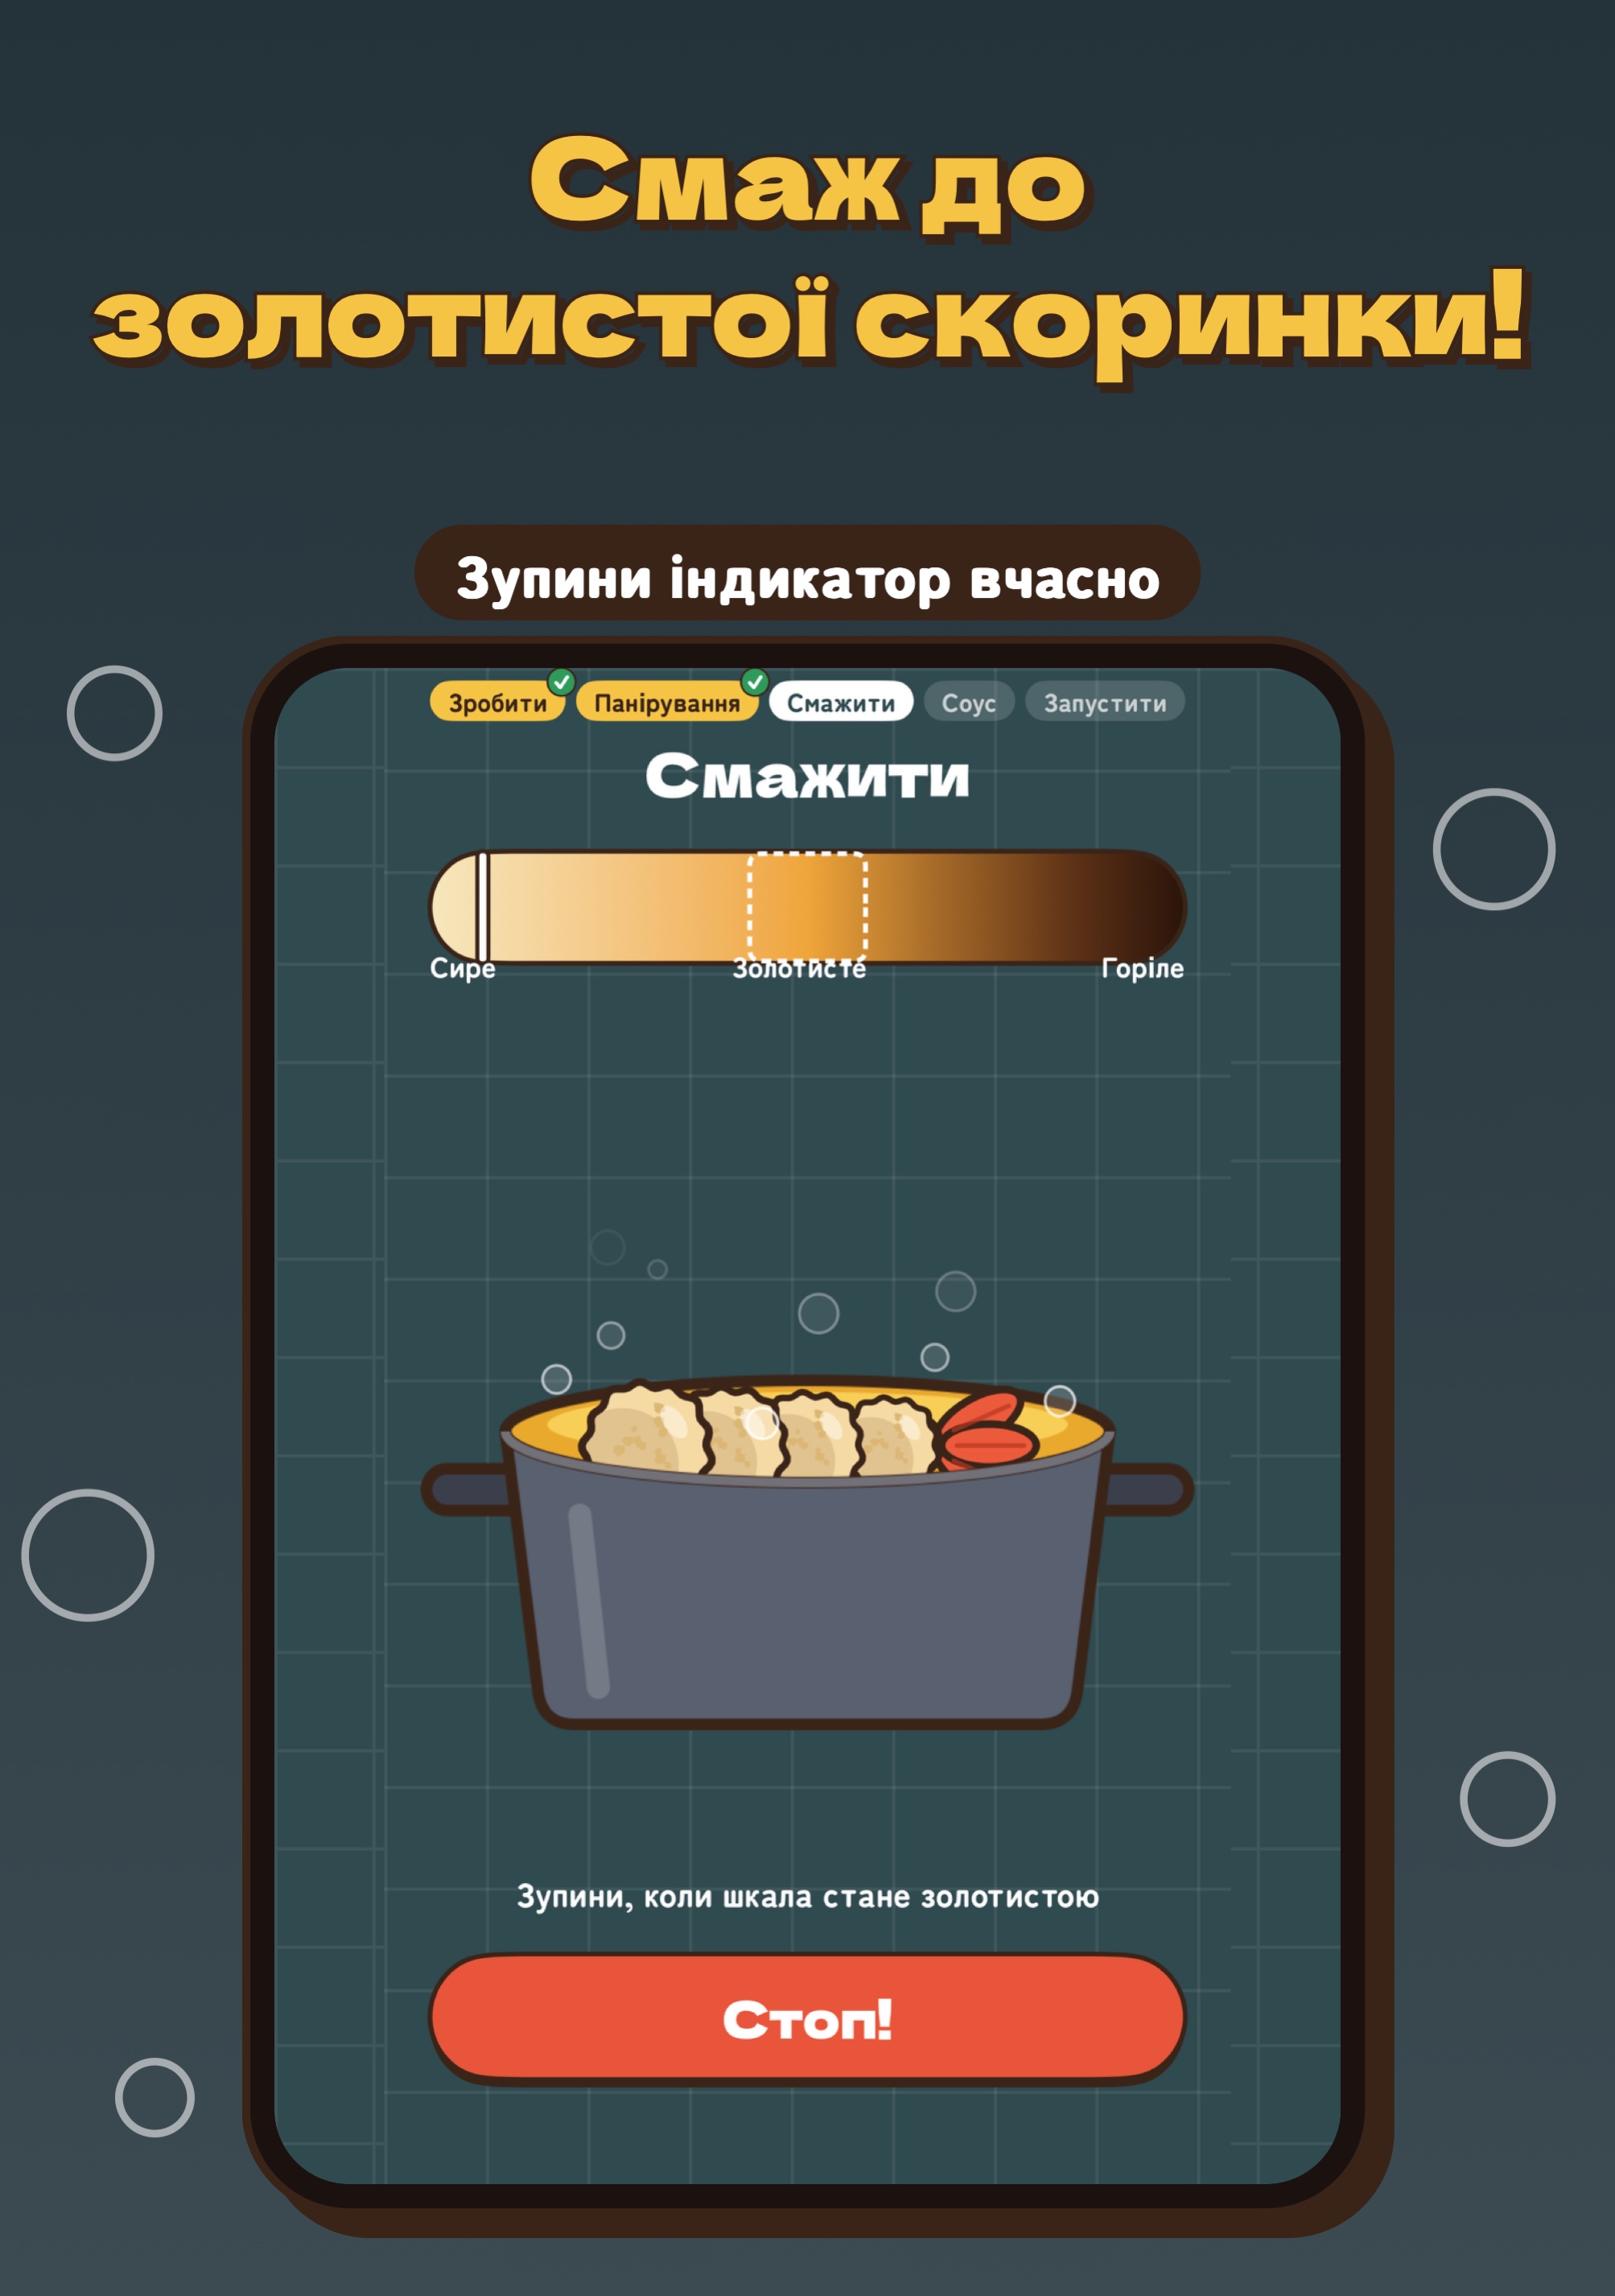 Смаж до
золотистої скоринки!
Зупини індикатор вчасно
Зробити Панірування Смажити Соус Запустити
Смажити
Сире Золотисте Горіле
Зупини, коли шкала стане золотистою
Стоп!